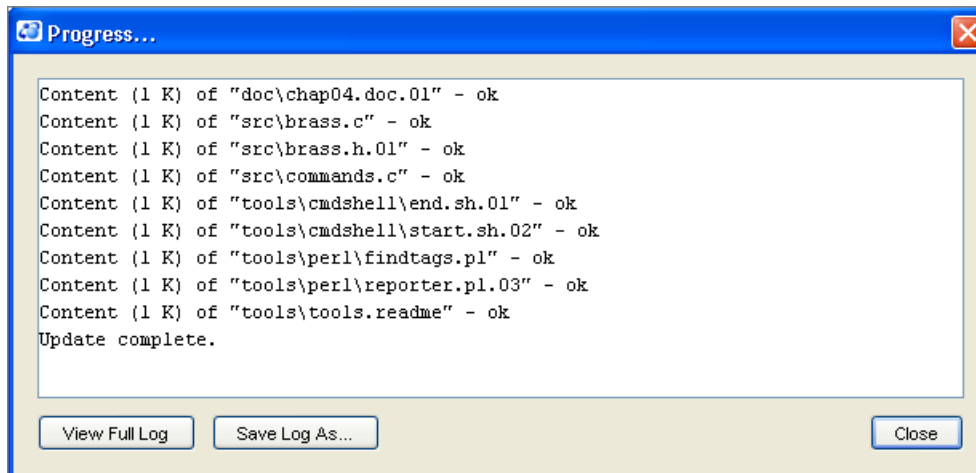 Progress...
Content (1 K) of "doc\chap04.doc.01" - ok
Content (1 K) of "src\brass.c" - ok
Content (1 K) of "src\brass.h.01" - ok
Content (1 K) of "src\commands.c" - ok
Content (1 K) of "tools\cmdshell\end.sh.01" - ok
Content (1 K) of "tools\cmdshell\start.sh.02" - ok
Content (1 K) of "tools\perl\findtags.pl" - ok
Content (1 K) of "tools\perl\reporter.pl.03" - ok
Content (1 K) of "tools\tools.readme" - ok
Update complete.
View Full Log Save Log As... Close